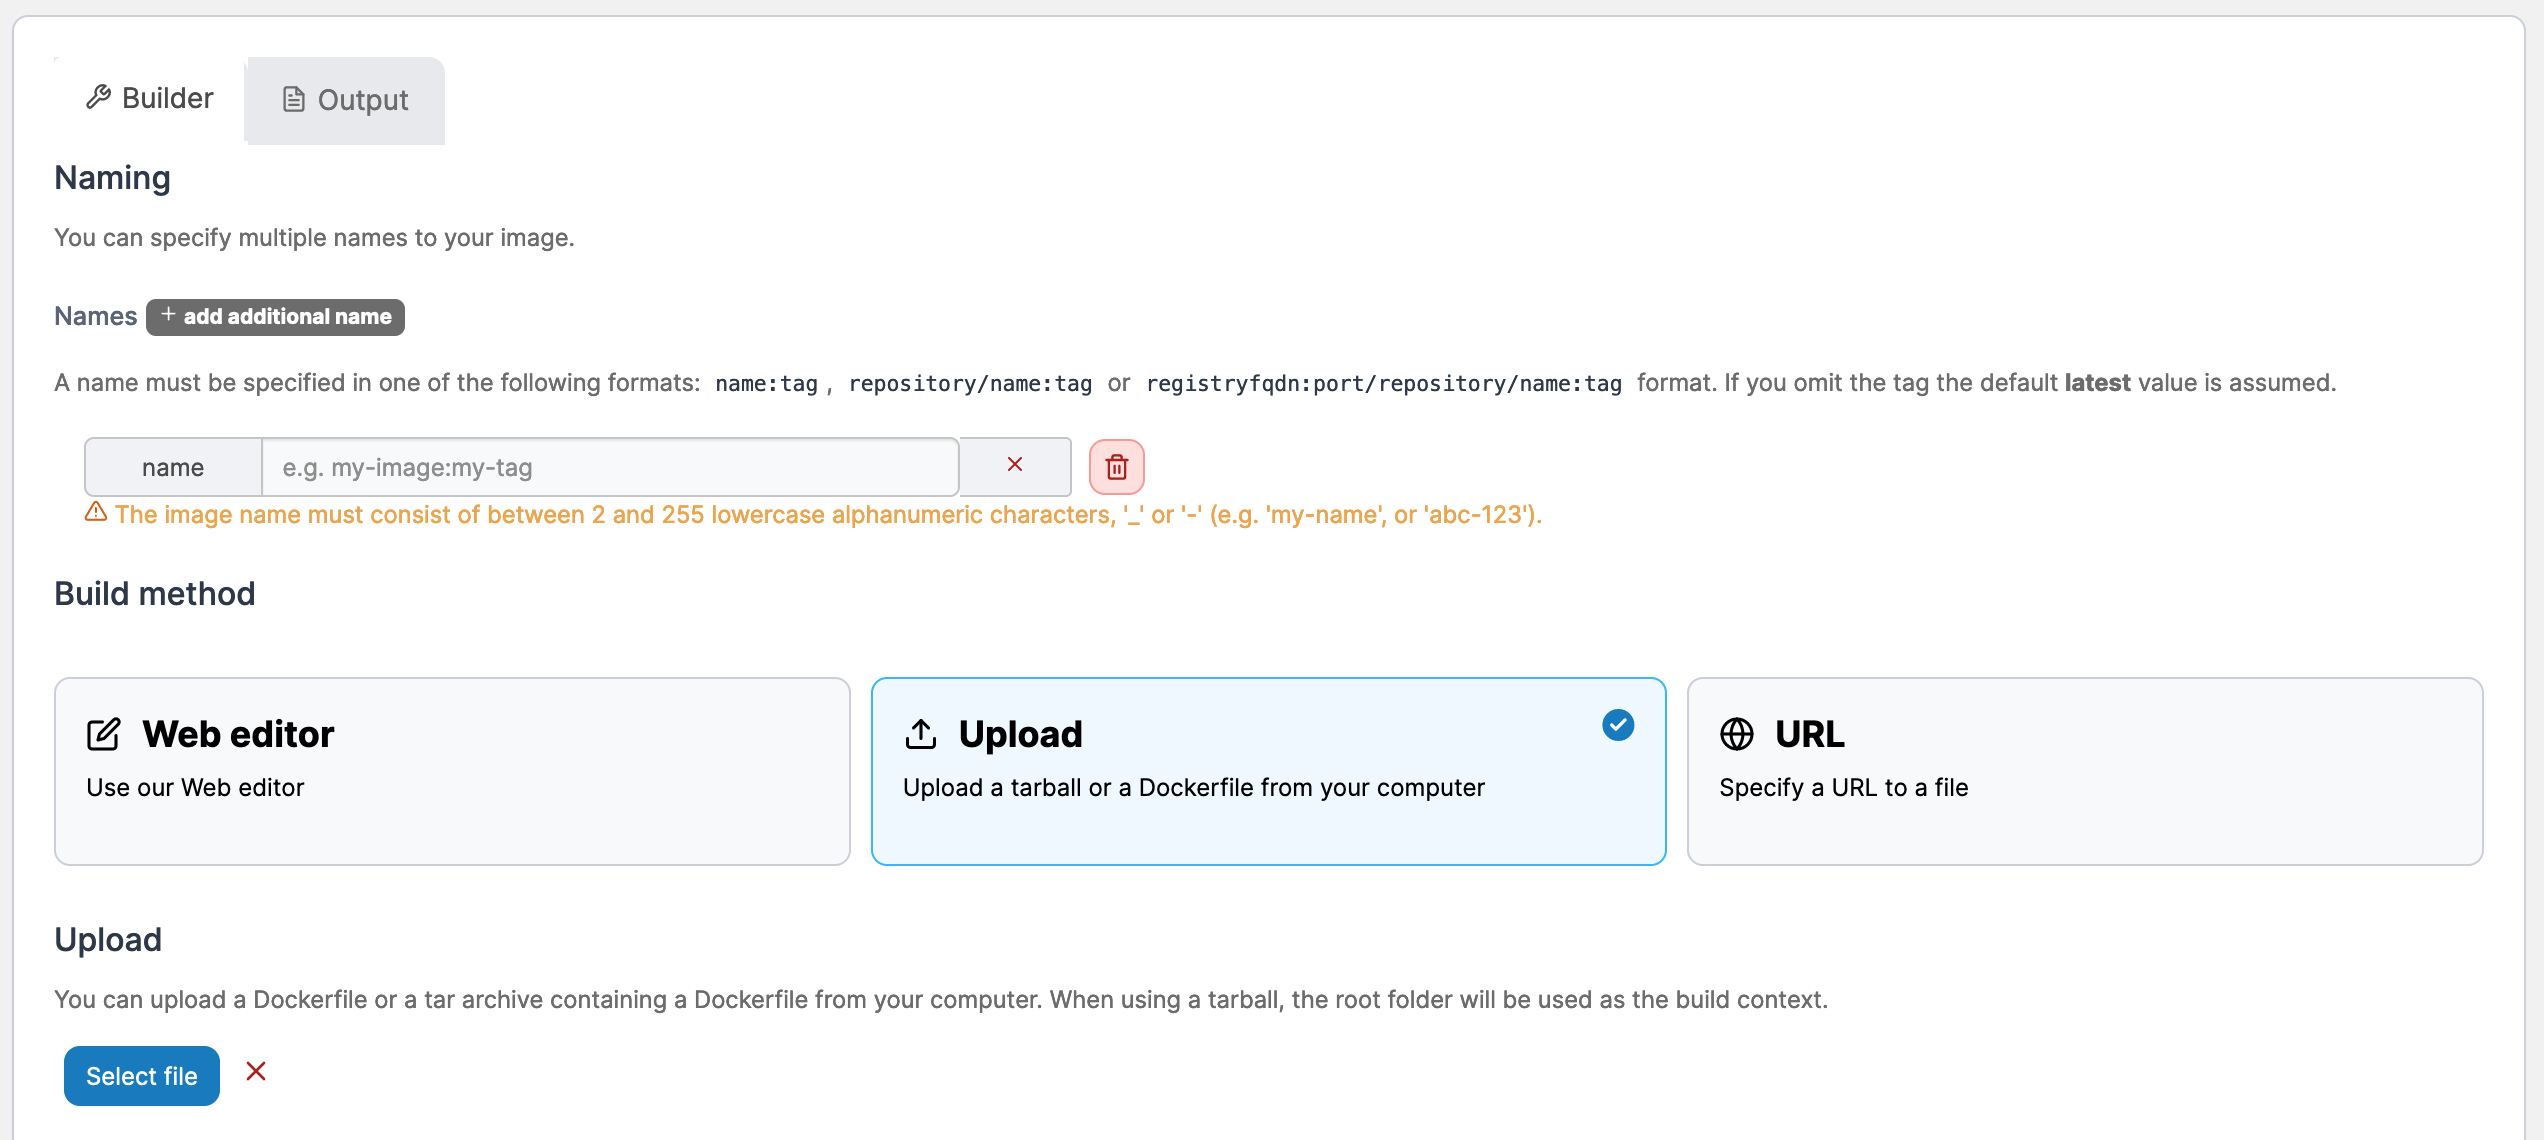 Builder
Output
Naming
You can specify multiple names to your image.
Names
+ add additional name
A name must be specified in one of the following formats: name:tag , repository/name:tag or registryfqdn:port/repository/name:tag format. If you omit the tag the default latest value is assumed.
name
e.g. my-image:my-tag
The image name must consist of between 2 and 255 lowercase alphanumeric characters, '_' or '-' (e.g. 'my-name', or 'abc-123').
Build method
Web editor
Use our Web editor
Upload
Upload a tarball or a Dockerfile from your computer
URL
Specify a URL to a file
Upload
You can upload a Dockerfile or a tar archive containing a Dockerfile from your computer. When using a tarball, the root folder will be used as the build context.
Select file